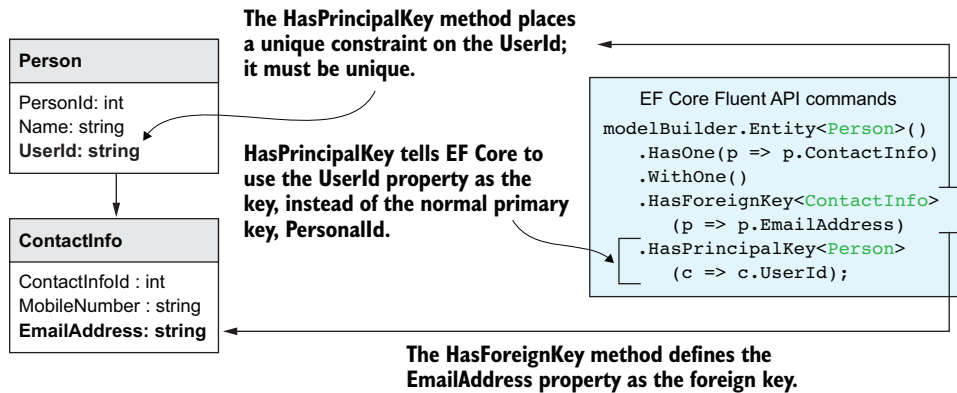 The HasPrincipalKey method places
a unique constraint on the UserId;
it must be unique.
Person
PersonId: int
Name: string
UserId: string
HasPrincipalKey tells EF Core to
use the UserId property as the
key, instead of the normal primary
key, PersonalId.
ContactInfo
ContactInfoId : int
MobileNumber : string
EmailAddress: string
EF Core Fluent API commands
modelBuilder.Entity<Person>()
.HasOne(p => p.ContactInfo)
.WithOne()
.HasForeignKey<ContactInfo>
(p => p.EmailAddress)
.HasPrincipalKey<Person>
(c => c.UserId);
The HasForeignKey method defines the
EmailAddress property as the foreign key.